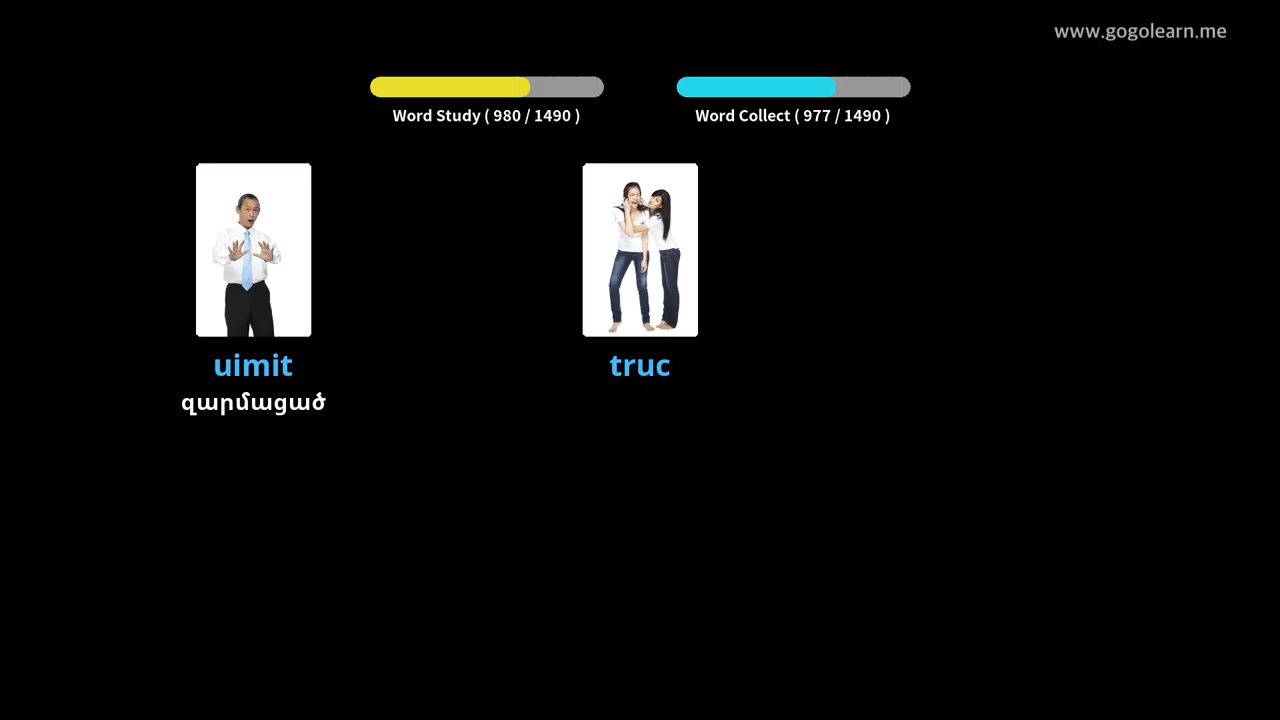 www.gogolearn.me
Word Study ( 980 / 1490 )
Word Collect ( 977 / 1490 )
uimit
truc
զարմացած